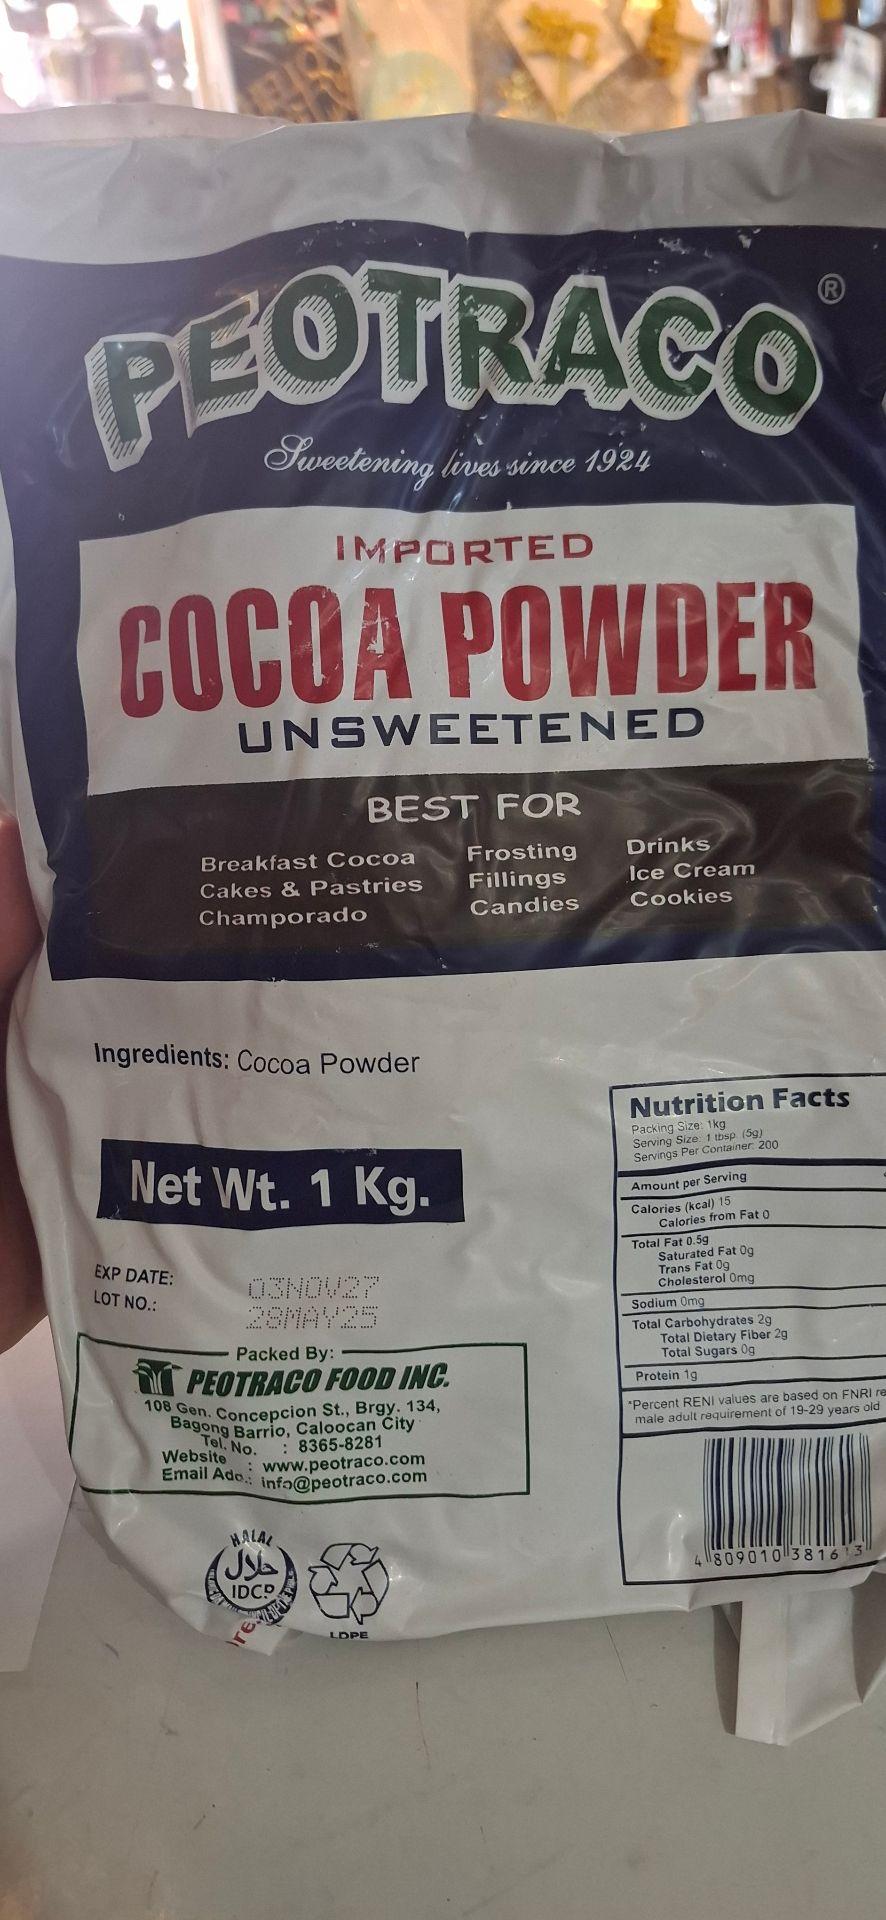 PEOTRACO ®
Sweetening lives since 1924
IMPORTED
COCOA POWDER
UNSWEETENED
BEST FOR
Breakfast Cocoa
Cakes & Pastries
Champorado
Frosting
Fillings
Candies
Drinks
Ice Cream
Cookies
Ingredients: Cocoa Powder
Net Wt. 1 Kg.
EXP DATE: 03NOV27
LOT NO.: 28MAY25
Packed By:
PEOTRACO FOOD INC.
108 Gen. Concepcion St., Brgy. 134,
Bagong Barrio, Caloocan City
Tel. No. : 8365-8281
Website : www.peotraco.com
Email Add.: info@peotraco.com
HALAL
حلال
IDCP
LDPE
Nutrition Facts
Packing Size: 1kg
Serving Size: 1 tbsp. (5g)
Servings Per Container: 200
Amount per Serving
Calories (kcal) 15
Calories from Fat 0
Total Fat 0.5g
Saturated Fat 0g
Trans Fat 0g
Cholesterol 0mg
Sodium 0mg
Total Carbohydrates 2g
Total Dietary Fiber 2g
Total Sugars 0g
Protein 1g
*Percent RENI values are based on FNRI re
male adult requirement of 19-29 years old
4 809010 381613